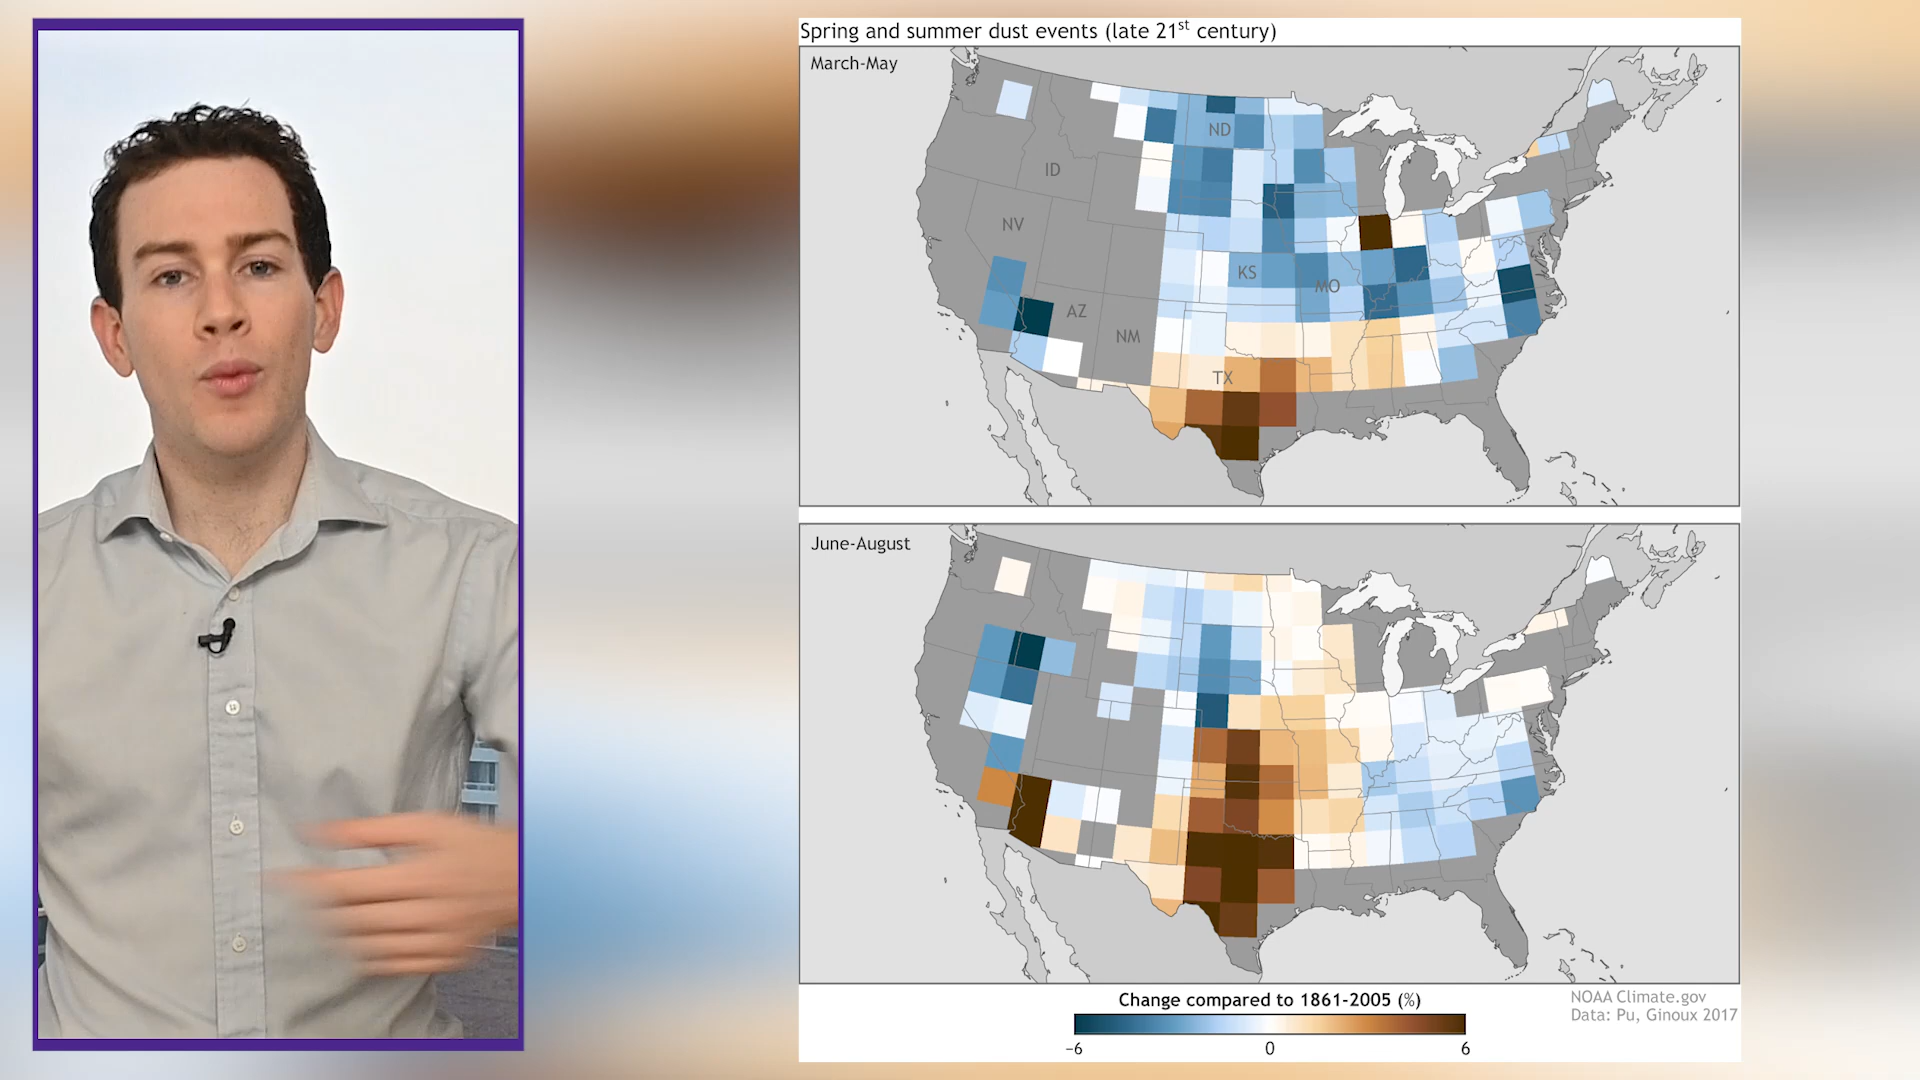 Spring and summer dust events (late 21st century)
March-May
ND
ID
NV
KS
MO
AZ
NM
TX
June-August
Change compared to 1861-2005 (%)
-6
0
6
NOAA Climate.gov
Data: Pu, Ginoux 2017